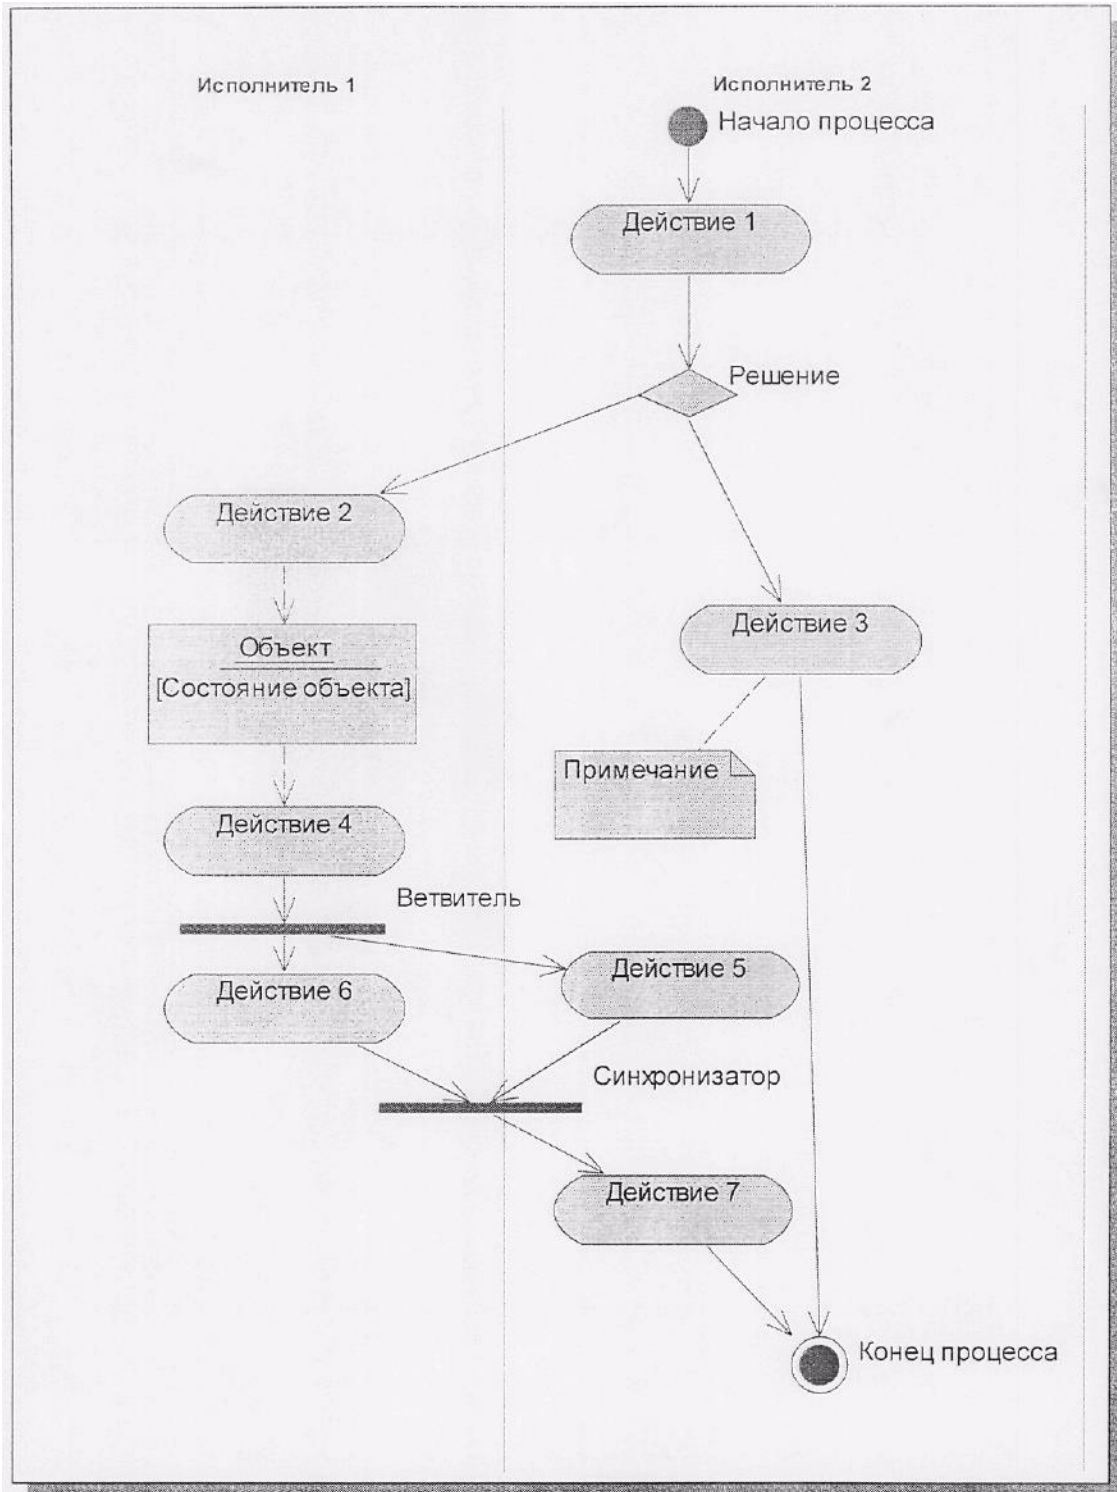 Исполнитель 1
Исполнитель 2
Начало процесса
Действие 1
Решение
Действие 2
Действие 3
Объект
[Состояние объекта]
Примечание
Действие 4
Ветвитель
Действие 5
Действие 6
Синхронизатор
Действие 7
Конец процесса